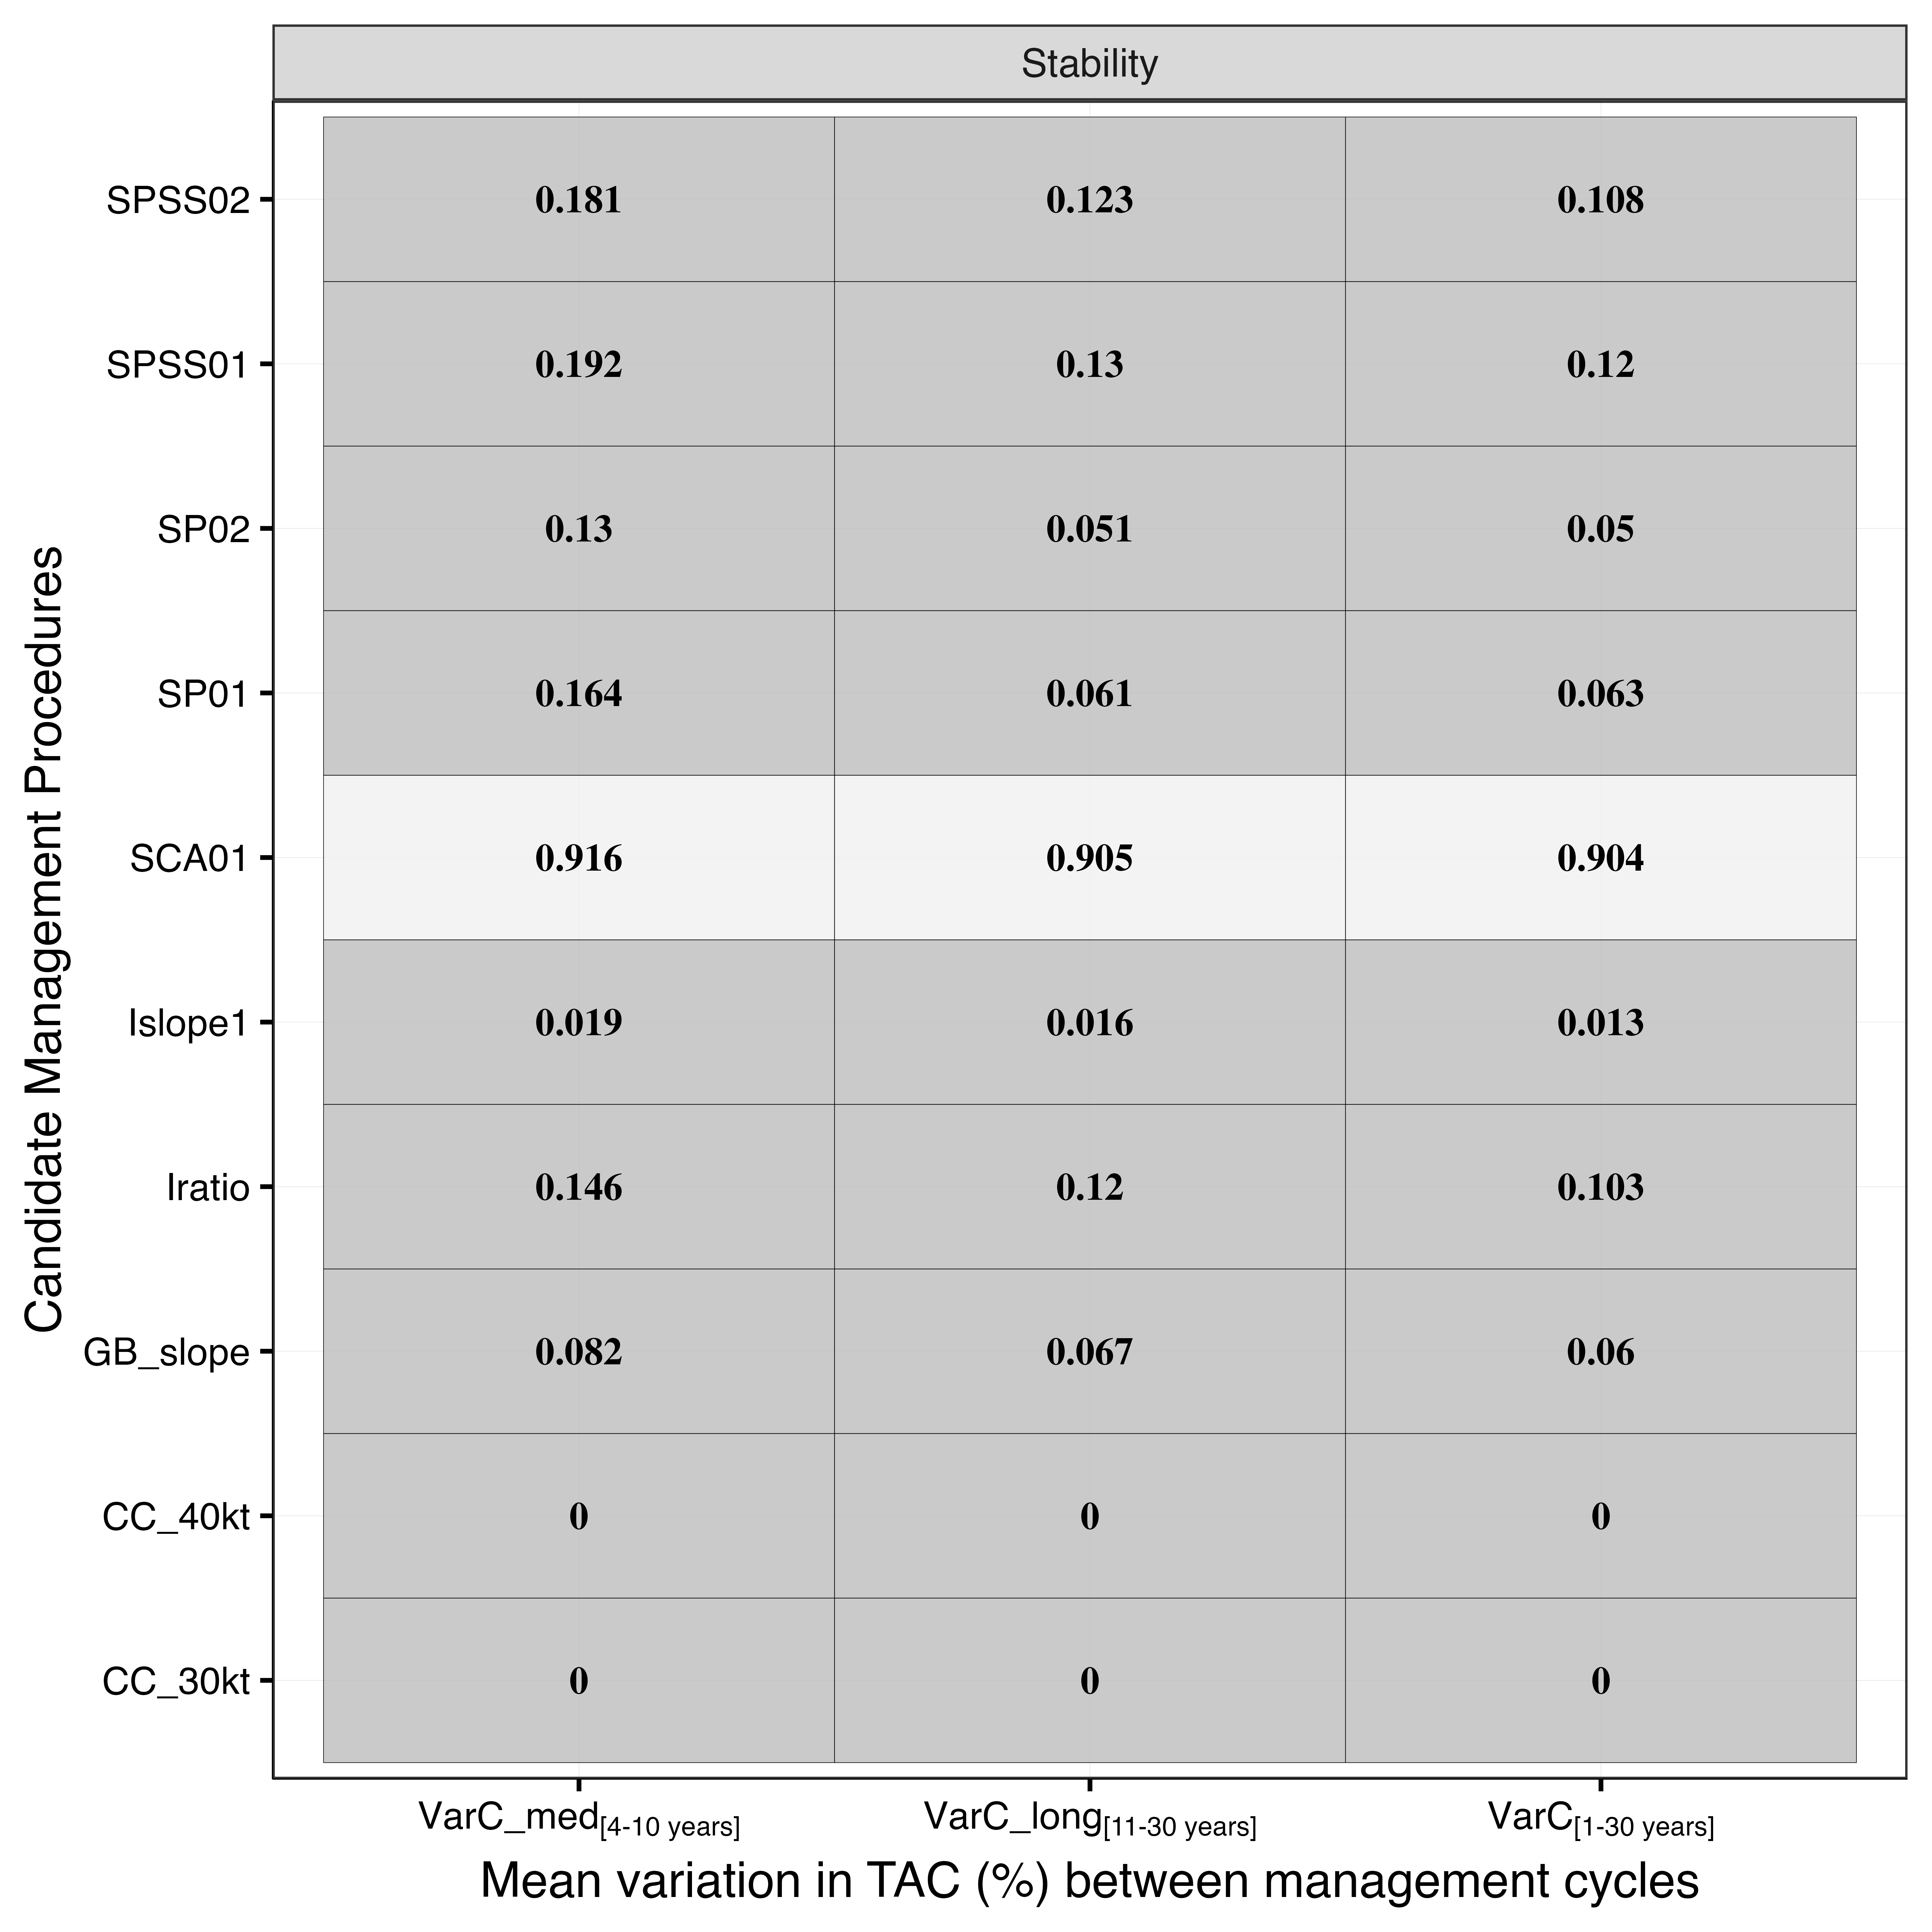 Stability
Candidate Management Procedures
SPSS02 0.181 0.123 0.108
SPSS01 0.192 0.13 0.12
SP02 0.13 0.051 0.05
SP01 0.164 0.061 0.063
SCA01 0.916 0.905 0.904
Islope1 0.019 0.016 0.013
Iratio 0.146 0.12 0.103
GB_slope 0.082 0.067 0.06
CC_40kt 0 0 0
CC_30kt 0 0 0
VarC_med[4-10 years] VarC_long[11-30 years] VarC[1-30 years]
Mean variation in TAC (%) between management cycles